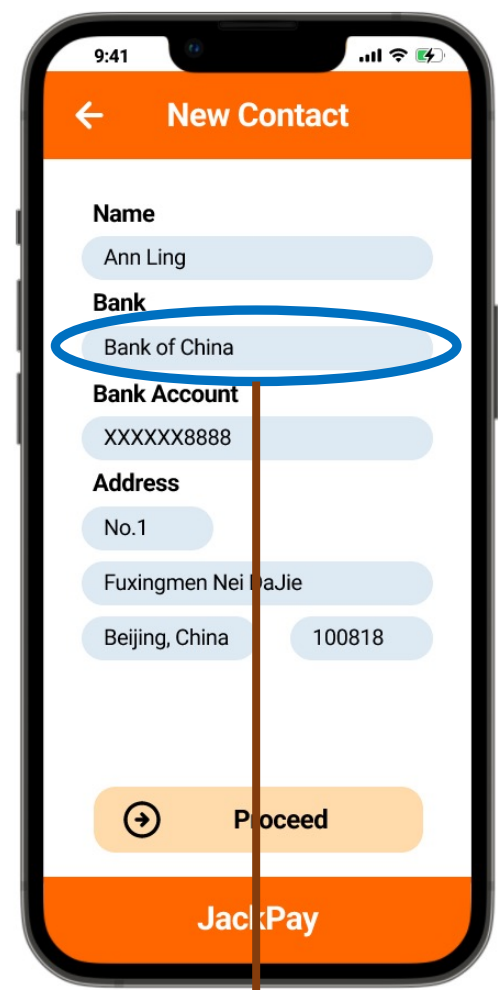 9:41
New Contact
Name
Ann Ling
Bank
Bank of China
Bank Account
XXXXXX8888
Address
No.1
Fuxingmen Nei DaJie
Beijing, China 100818
Proceed
JackPay